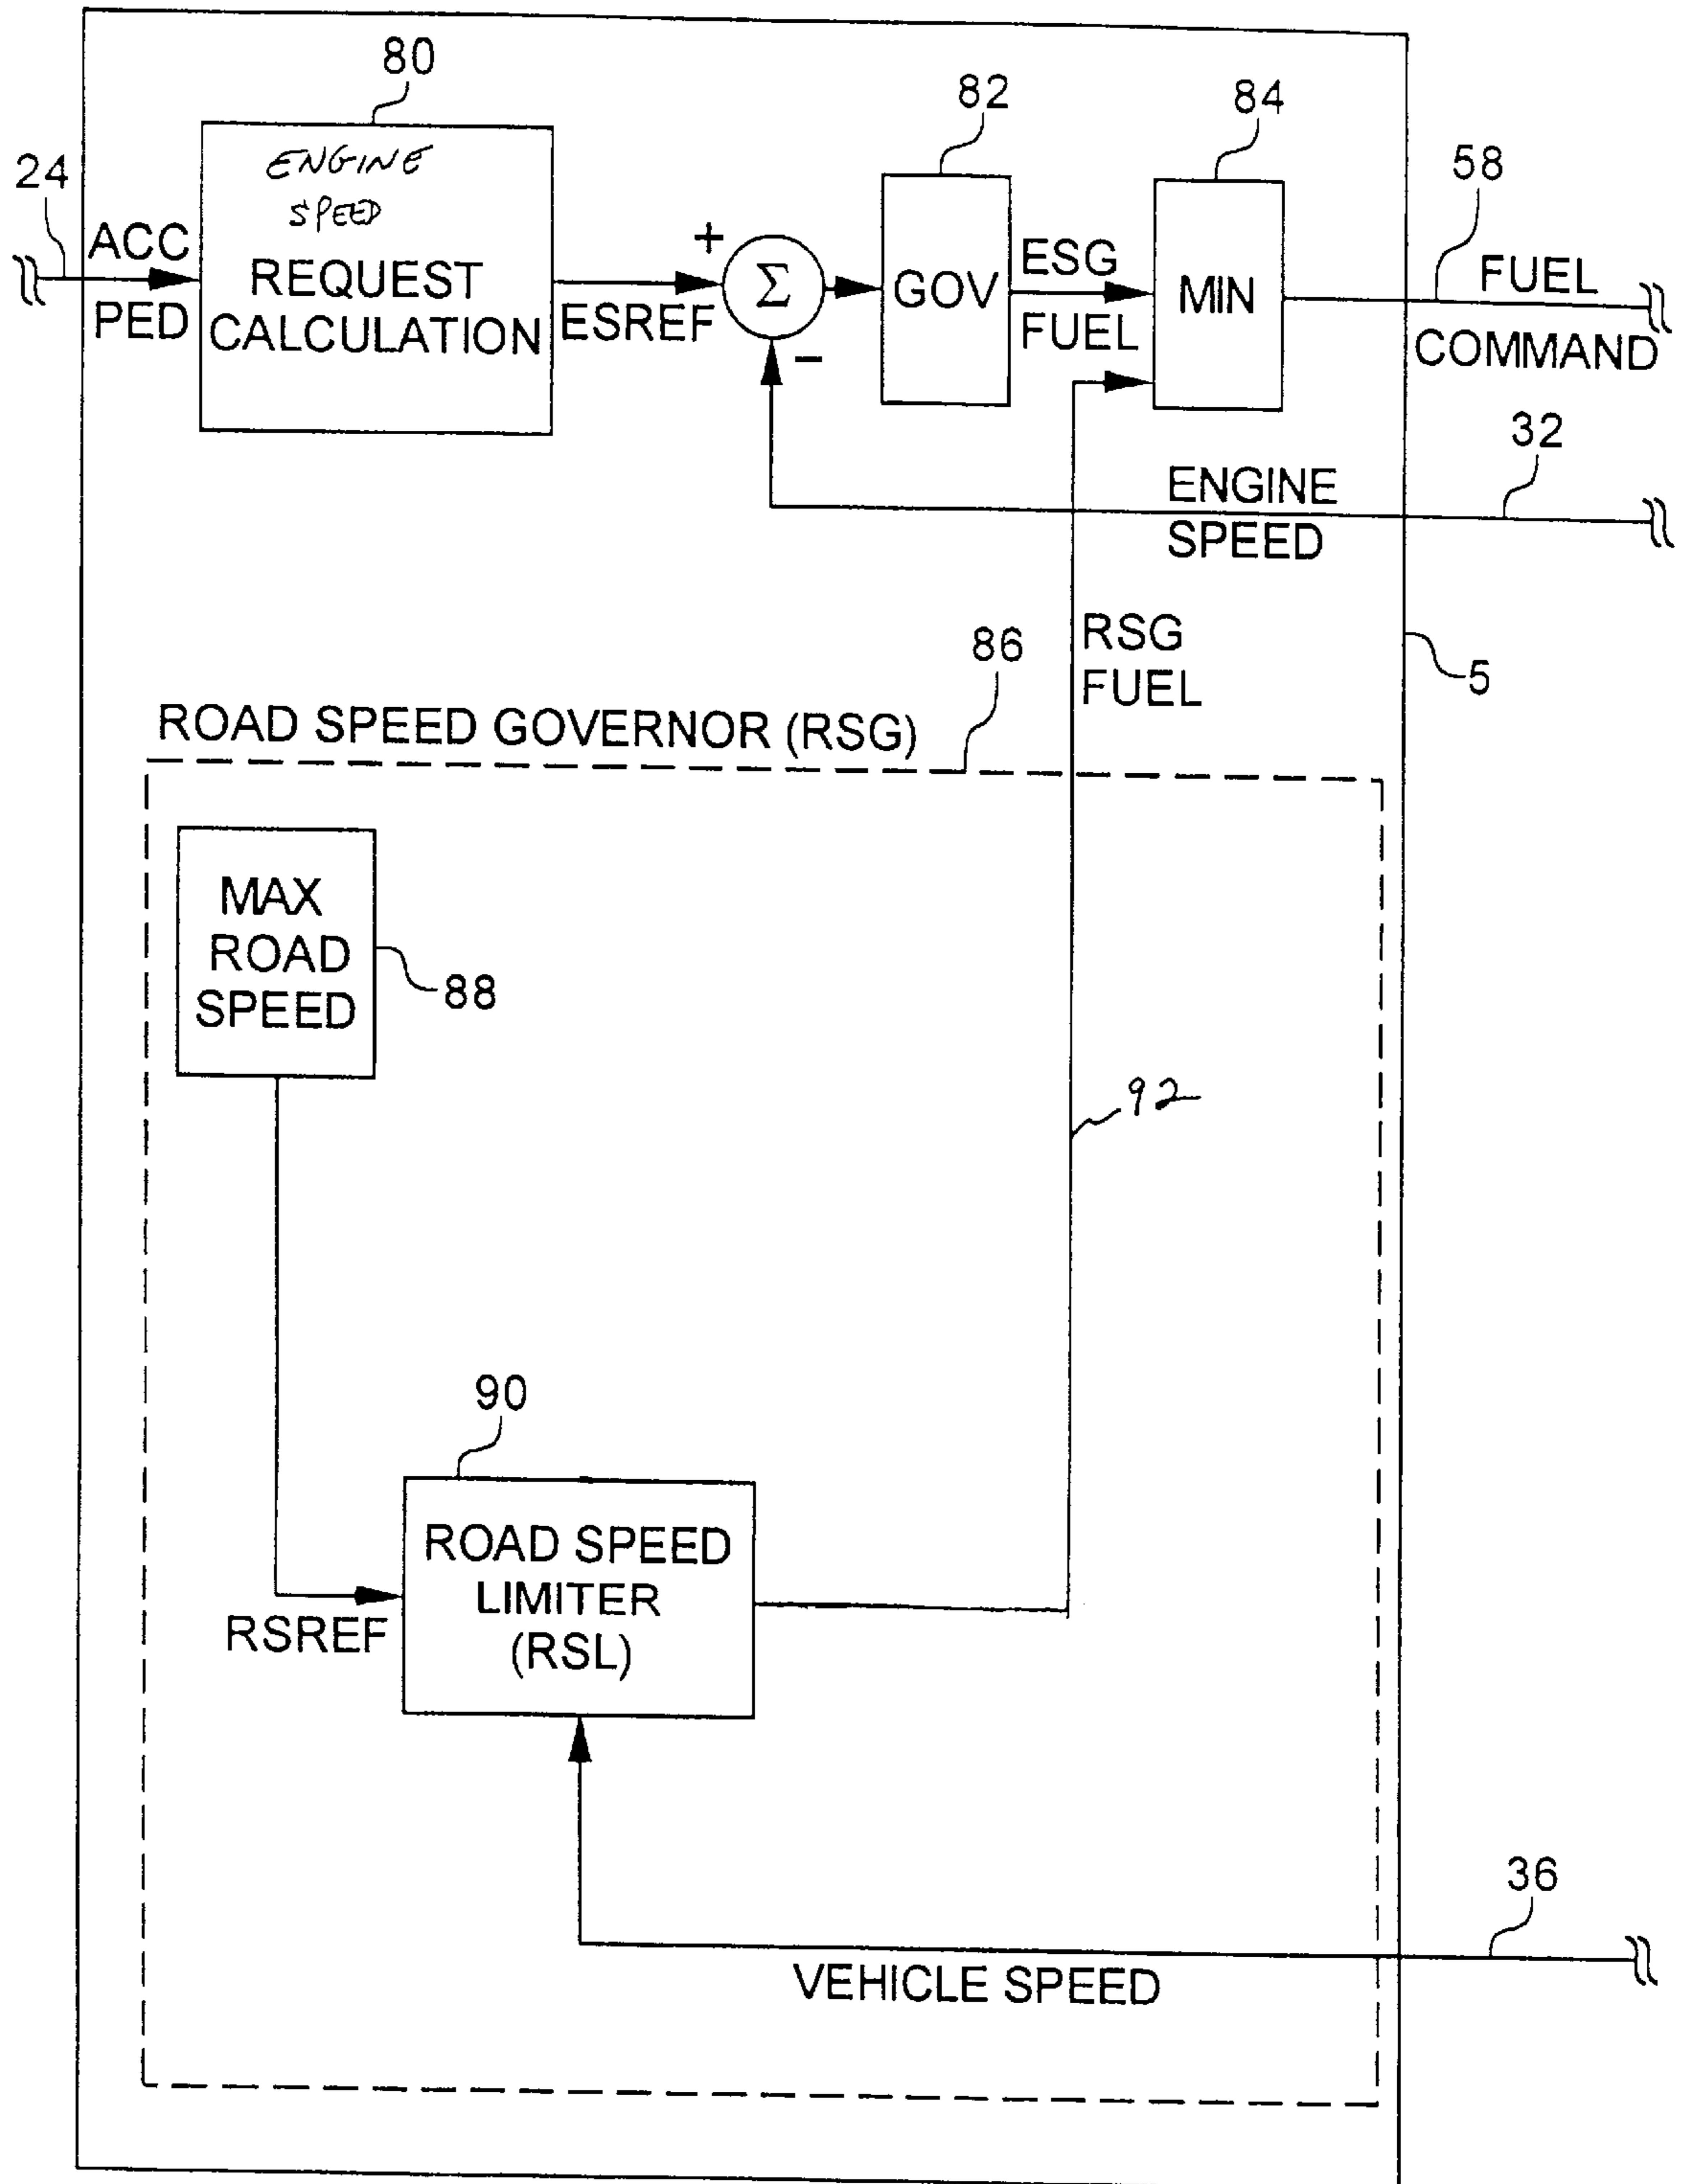 80
82
84
24
58
ENGINE
SPEED
REQUEST
CALCULATION
ACC
PED
ESREF
+
Σ
−
GOV
ESG
FUEL
MIN
FUEL
COMMAND
32
ENGINE
SPEED
RSG
FUEL
5
86
ROAD SPEED GOVERNOR (RSG)
MAX
ROAD
SPEED
88
92
90
ROAD SPEED
LIMITER
(RSL)
RSREF
36
VEHICLE SPEED